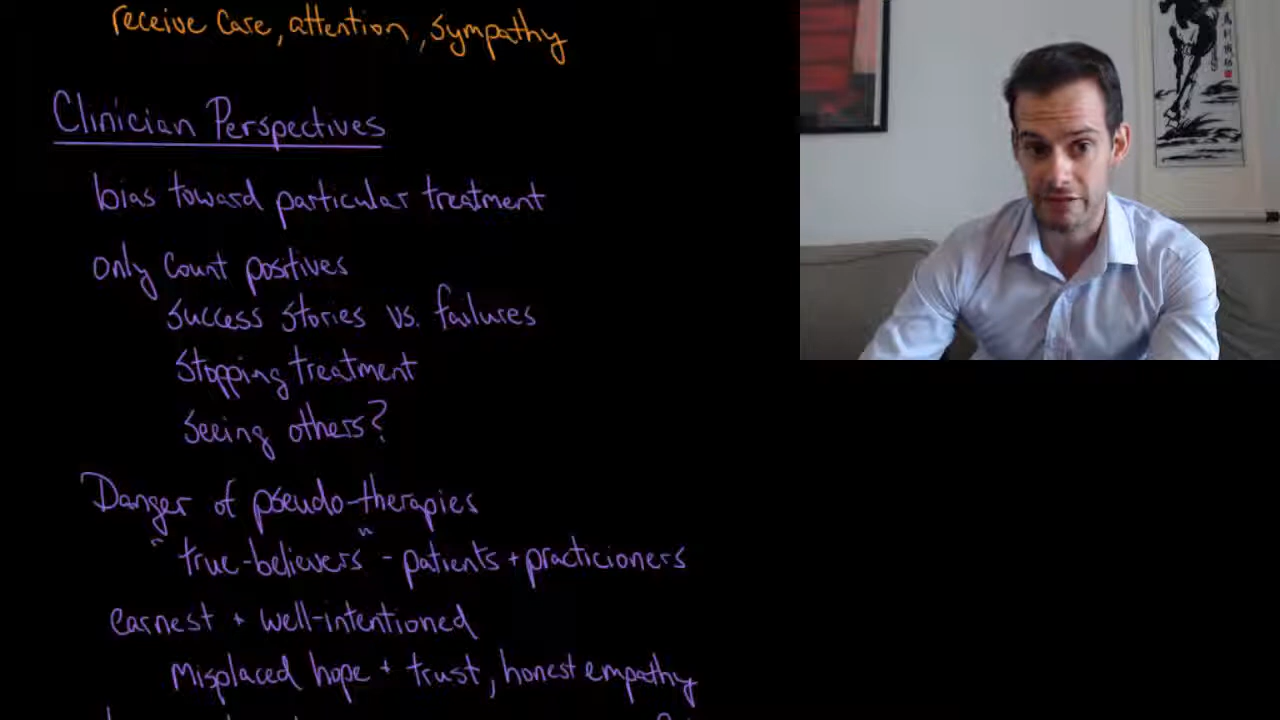 receive care, attention, sympathy
Clinician Perspectives
bias toward particular treatment
only count positives
success stories vs. failures
stopping treatment
seeing others?
Danger of pseudo-therapies
"true-believers" - patients + practicioners
earnest + well-intentioned
Misplaced hope + trust, honest empathy